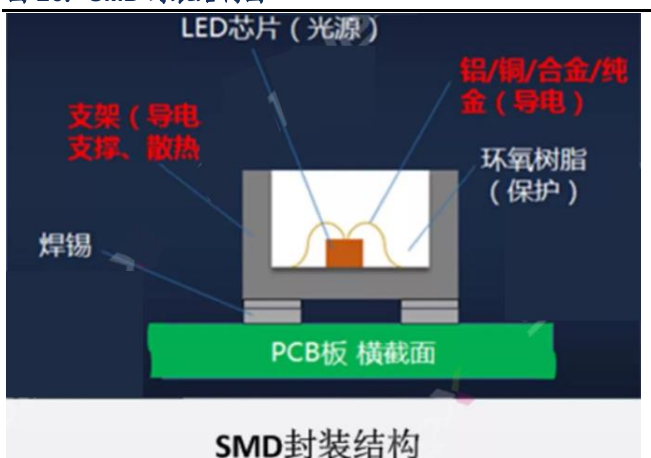 LED芯片（光源）
铝/铜/合金/纯
金（导电）
支架（导电
支撑、散热
环氧树脂
（保护）
焊锡
PCB板 横截面
SMD封装结构